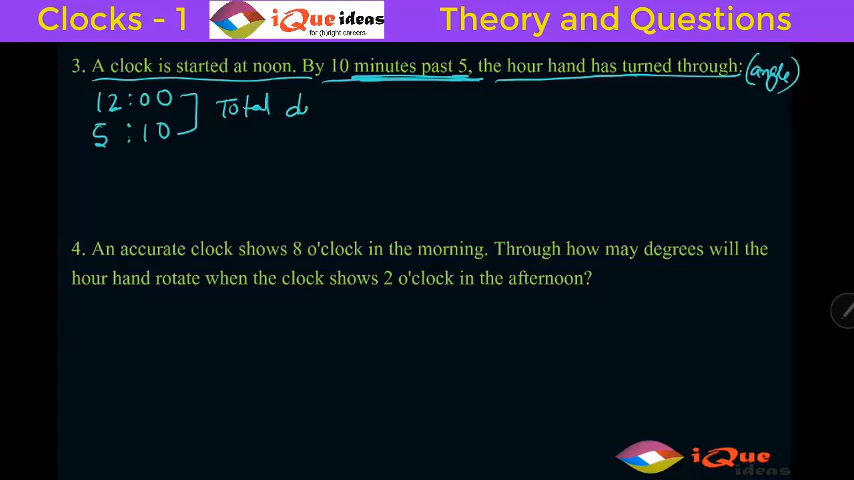 Clocks - 1 iQue ideas for (b)right careers Theory and Questions
3. A clock is started at noon. By 10 minutes past 5, the hour hand has turned through: (angle)
12:00 Total d
5:10
4. An accurate clock shows 8 o'clock in the morning. Through how may degrees will the
hour hand rotate when the clock shows 2 o'clock in the afternoon?
iQue
ideas